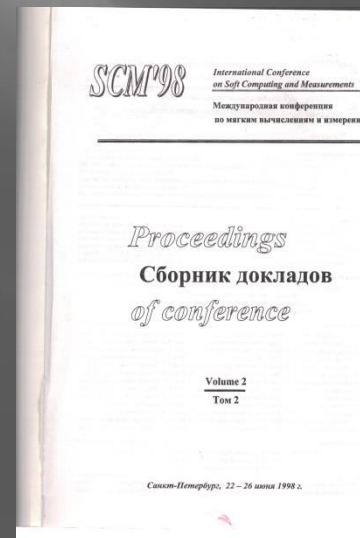 SCM'98
International Conference
on Soft Computing and Measurements
Международная конференция
по мягким вычислениям и
Proceedings
Сборник докладов
of conference
Volume 2
Том 2
Санкт-Петербург, 22 – 26 июня 1998 г.